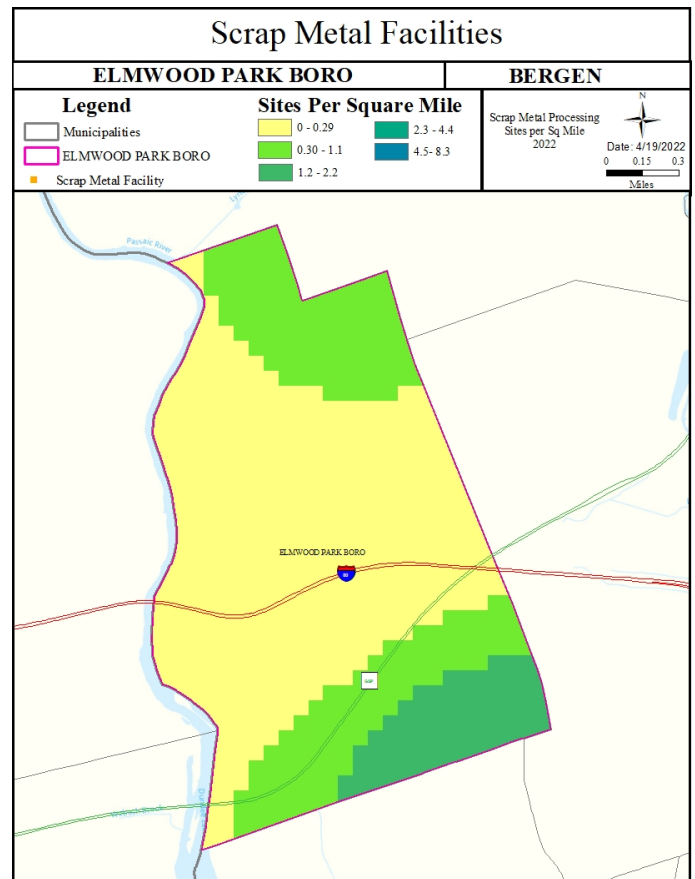 Scrap Metal Facilities
ELMWOOD PARK BORO
BERGEN
Legend
Municipalities
ELMWOOD PARK BORO
Scrap Metal Facility
Sites Per Square Mile
0 - 0.29
0.30 - 1.1
1.2 - 2.2
2.3 - 4.4
4.5- 8.3
Scrap Metal Processing
Sites per Sq Mile
2022
N
Date: 4/19/2022
0 0.15 0.3
Miles
Passaic River
ELMWOOD PARK BORO
80
GSP